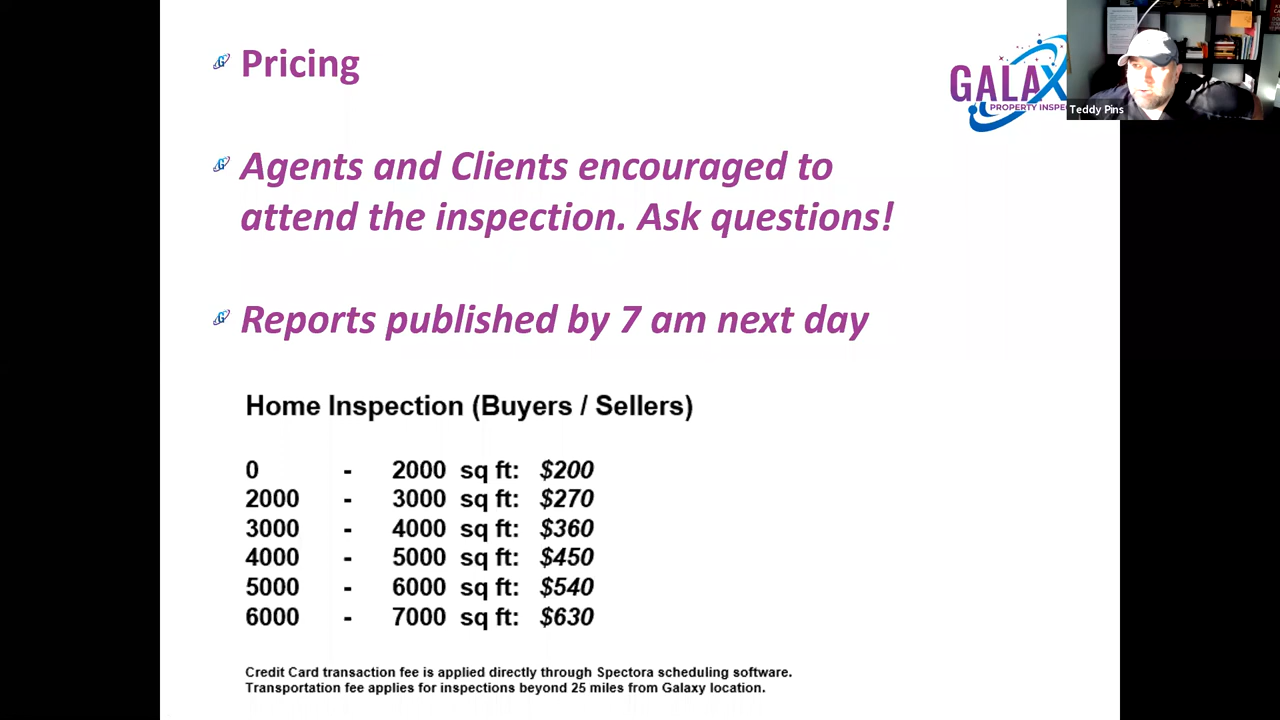 Pricing
GALAX
PROPERTY INSPE
Teddy Pins
Agents and Clients encouraged to
attend the inspection. Ask questions!
Reports published by 7 am next day
Home Inspection (Buyers / Sellers)
0 - 2000 sq ft: $200
2000 - 3000 sq ft: $270
3000 - 4000 sq ft: $360
4000 - 5000 sq ft: $450
5000 - 6000 sq ft: $540
6000 - 7000 sq ft: $630
Credit Card transaction fee is applied directly through Spectora scheduling software.
Transportation fee applies for inspections beyond 25 miles from Galaxy location.